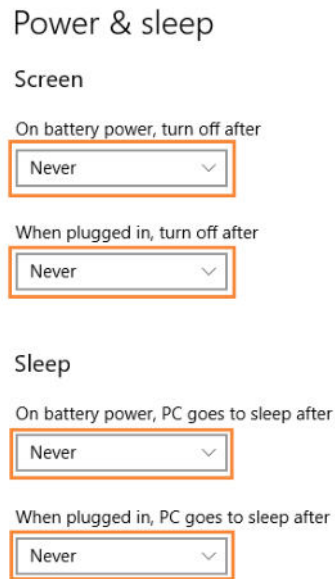 Power & sleep
Screen
On battery power, turn off after
Never
When plugged in, turn off after
Never
Sleep
On battery power, PC goes to sleep after
Never
When plugged in, PC goes to sleep after
Never